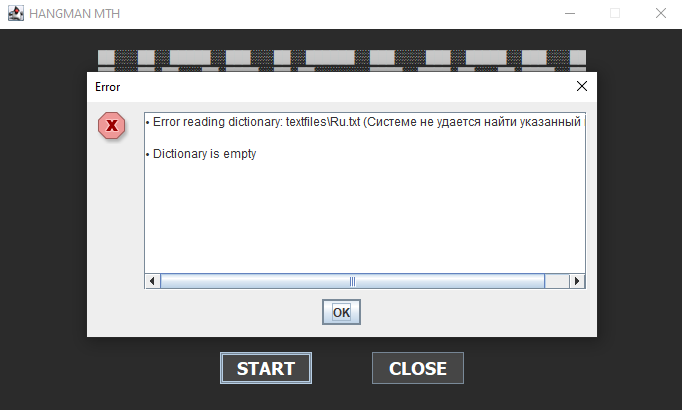 HANGMAN MTH
Error
• Error reading dictionary: textfiles\Ru.txt (Системе не удается найти указанный
• Dictionary is empty
OK
START
CLOSE